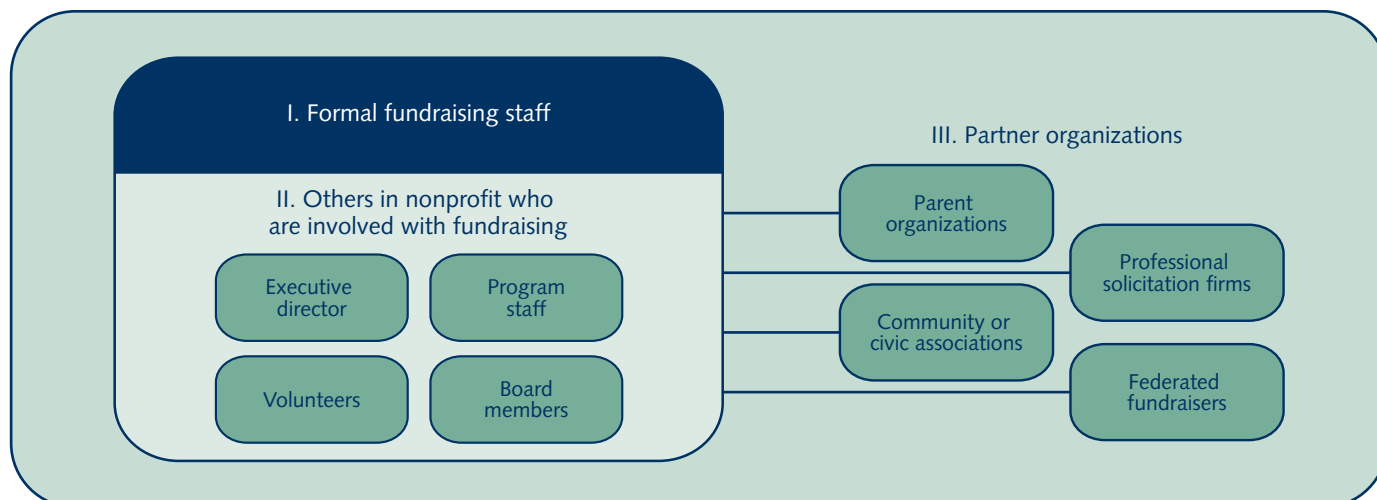 I. Formal fundraising staff
II. Others in nonprofit who
are involved with fundraising
Executive
director
Program
staff
Volunteers
Board
members
III. Partner organizations
Parent
organizations
Professional
solicitation firms
Community or
civic associations
Federated
fundraisers